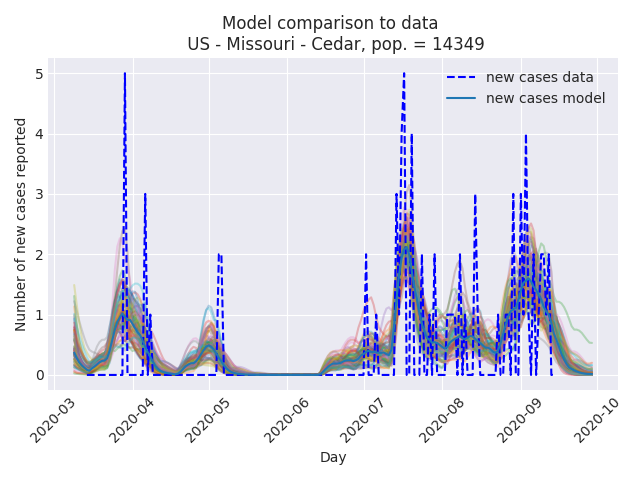 Model comparison to data
US - Missouri - Cedar, pop. = 14349
new cases data
new cases model
Number of new cases reported
5
4
3
2
1
0
2020-03
2020-04
2020-05
2020-06
2020-07
2020-08
2020-09
2020-10
Day